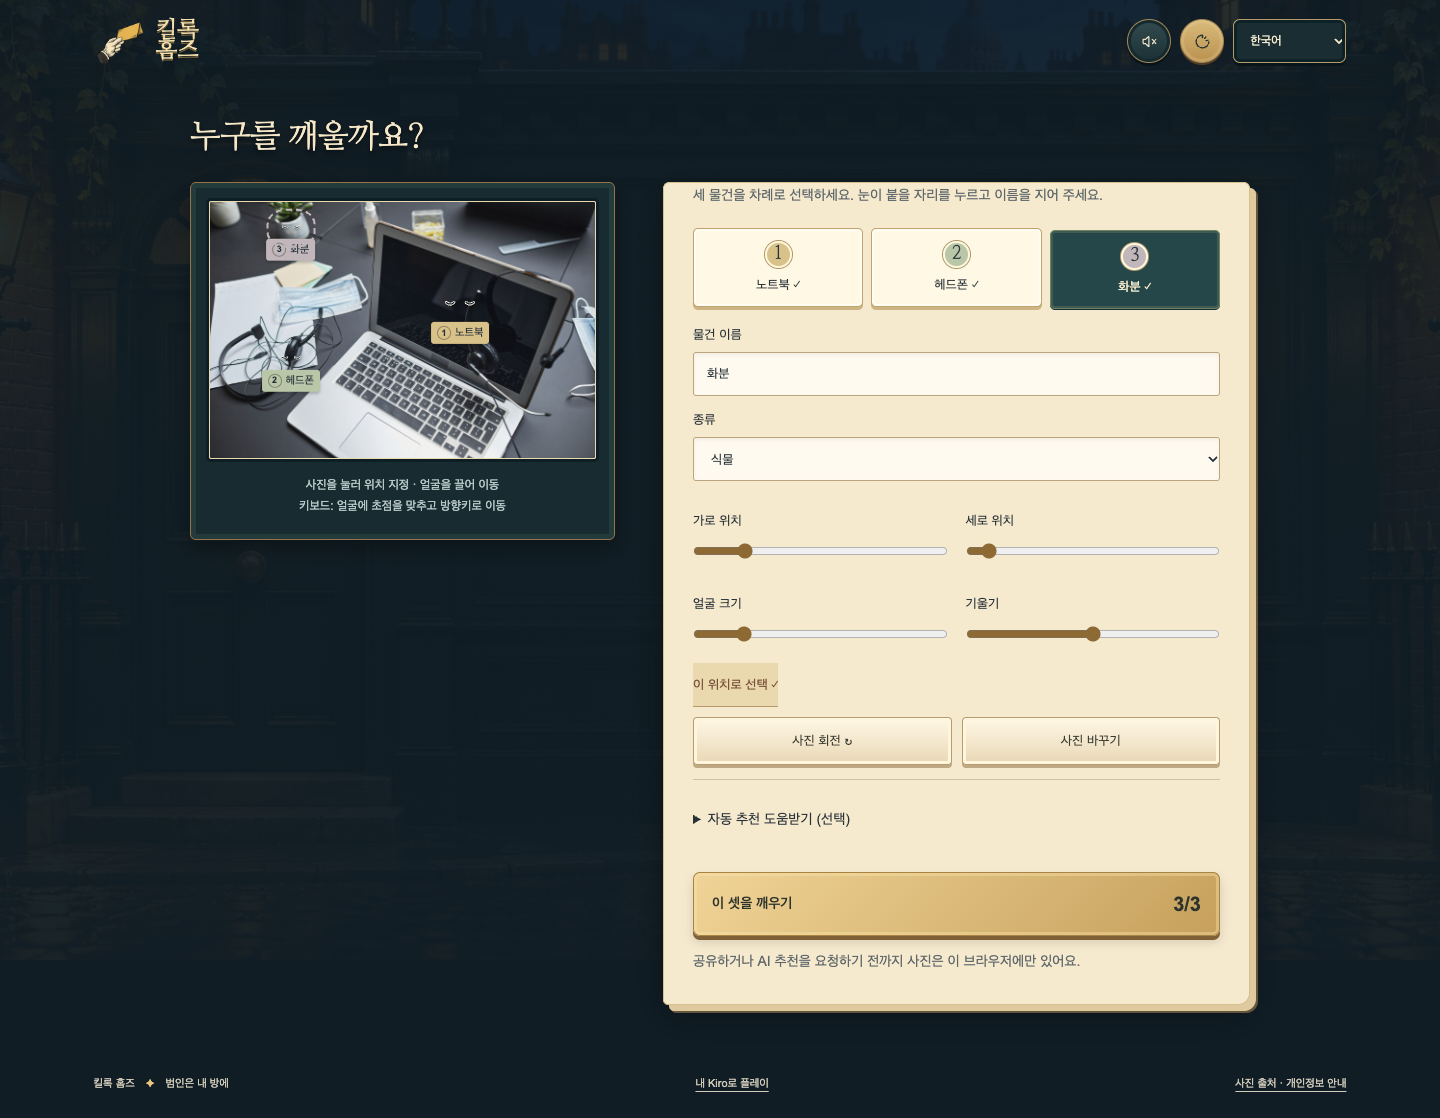 킬록
홈즈
한국어
누구를 깨울까요?
3 화분
1 노트북
2 헤드폰
사진을 눌러 위치 지정 · 얼굴을 끌어 이동
키보드: 얼굴에 초점을 맞추고 방향키로 이동
세 물건을 차례로 선택하세요. 눈이 붙을 자리를 누르고 이름을 지어 주세요.
1
노트북 ✓
2
헤드폰 ✓
3
화분 ✓
물건 이름
화분
종류
식물
가로 위치
세로 위치
얼굴 크기
기울기
이 위치로 선택 ✓
사진 회전 ↻
사진 바꾸기
▶ 자동 추천 도움받기 (선택)
이 셋을 깨우기 3/3
공유하거나 AI 추천을 요청하기 전까지 사진은 이 브라우저에만 있어요.
킬록 홈즈 ✦ 범인은 내 방에
내 Kiro로 플레이
사진 출처 · 개인정보 안내